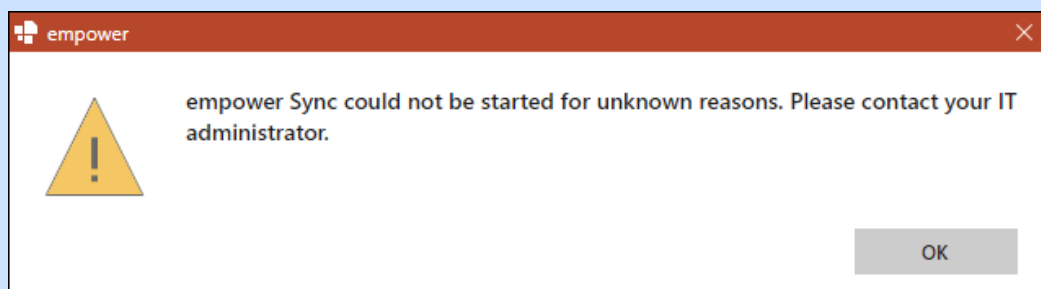 empower
empower Sync could not be started for unknown reasons. Please contact your IT
administrator.
OK